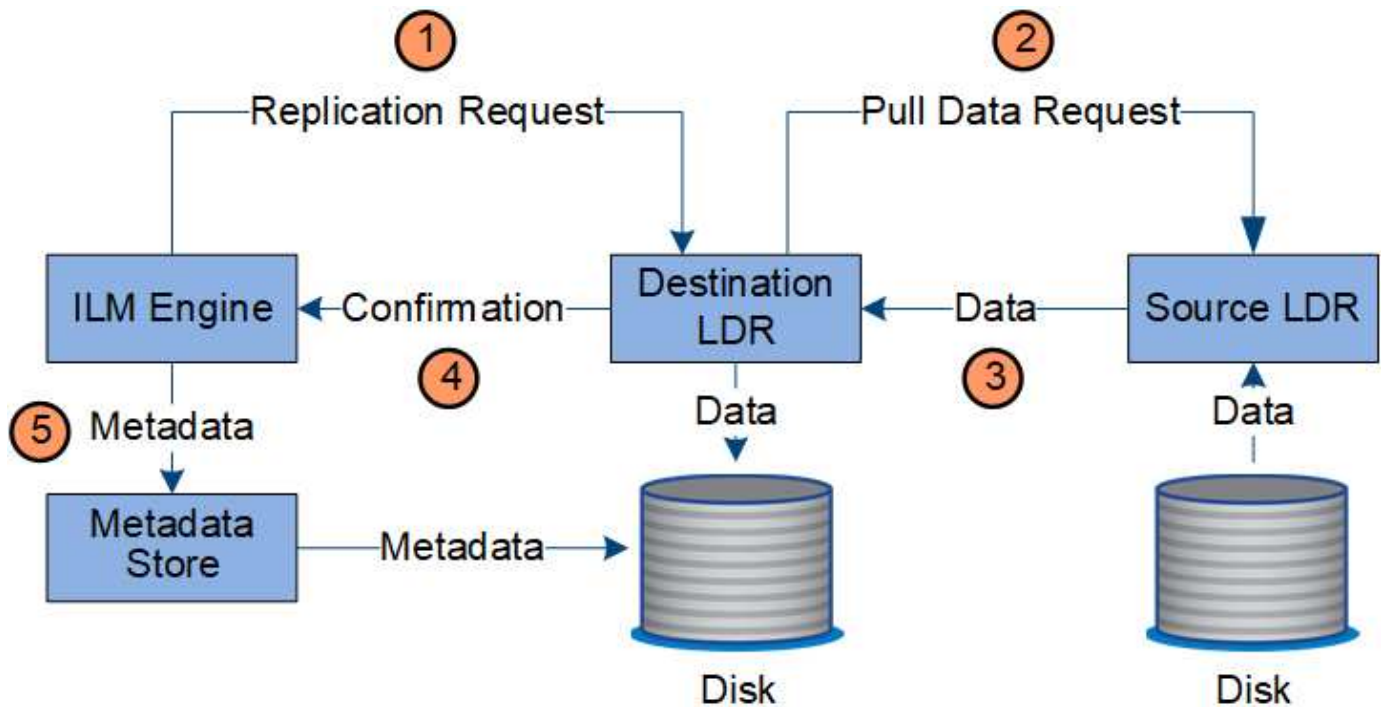 1
2
Replication Request
Pull Data Request
ILM Engine
Confirmation
Destination
LDR
Data
Source LDR
4
3
5
Metadata
Data
Data
Metadata
Store
Metadata
Disk
Disk